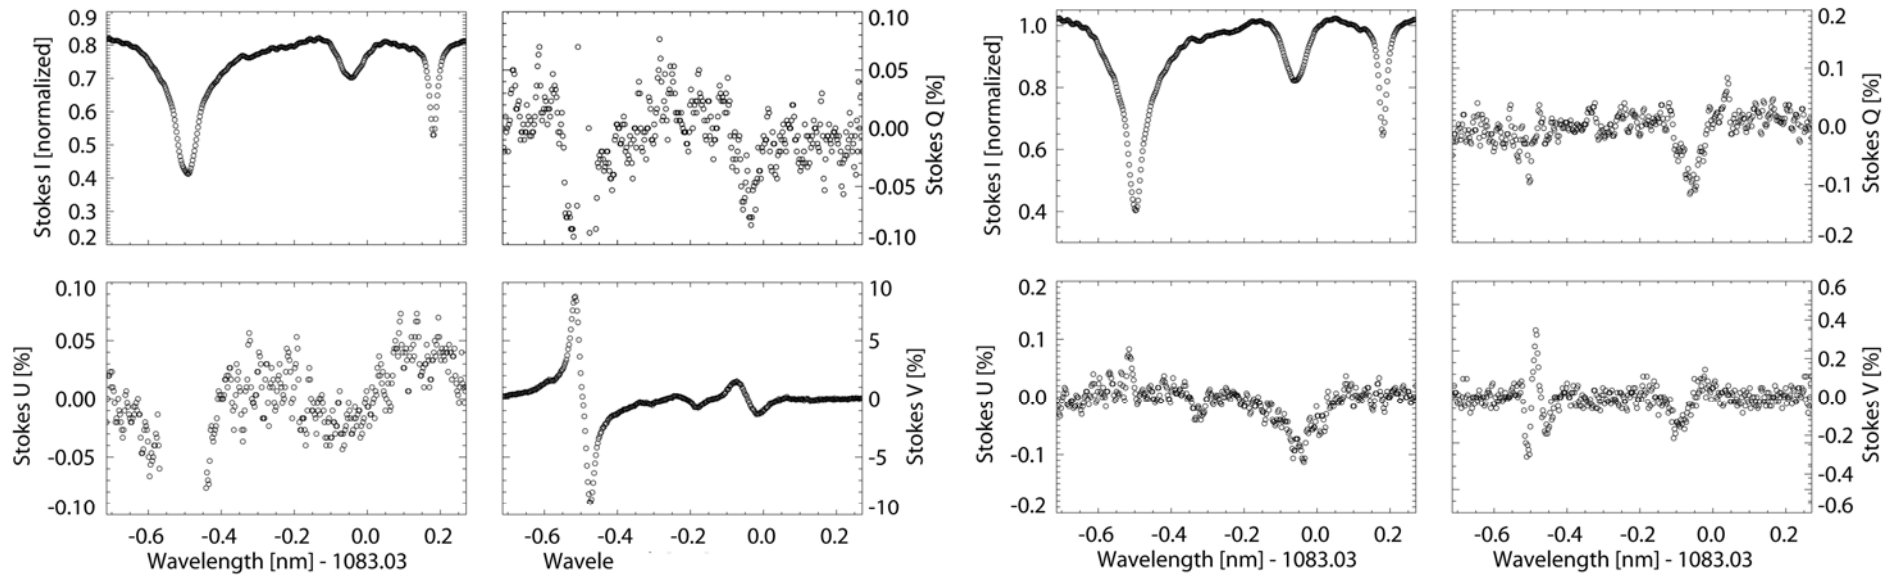 0.9
0.8
0.7
0.6
0.5
0.4
0.3
0.2
Stokes I [normalized]
0.10
0.05
0.00
-0.05
-0.10
Stokes Q [%]
1.0
0.8
0.6
0.4
Stokes I [normalized]
0.2
0.1
0.0
-0.1
-0.2
Stokes Q [%]
0.10
0.05
0.00
-0.05
-0.10
Stokes U [%]
-0.6 -0.4 -0.2 0.0 0.2
Wavelength [nm] - 1083.03
10
5
0
-5
-10
Stokes V [%]
-0.6 -0.4 -0.2 0.0 0.2
Wavele
0.2
0.1
0.0
-0.1
-0.2
Stokes U [%]
-0.6 -0.4 -0.2 0.0 0.2
Wavelength [nm] - 1083.03
0.6
0.4
0.2
0.0
-0.2
-0.4
-0.6
Stokes V [%]
-0.6 -0.4 -0.2 0.0 0.2
Wavelength [nm] - 1083.03